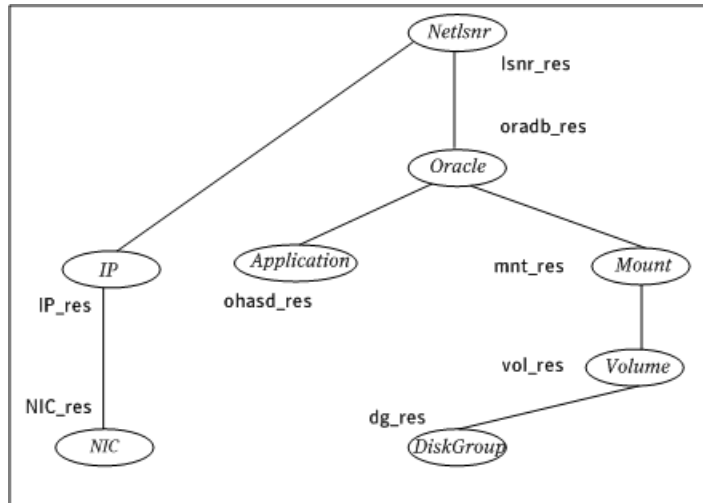 Netlsnr
lsnr_res
oradb_res
Oracle
IP
Application
mnt_res
Mount
IP_res
ohasd_res
vol_res
Volume
NIC_res
dg_res
NIC
DiskGroup